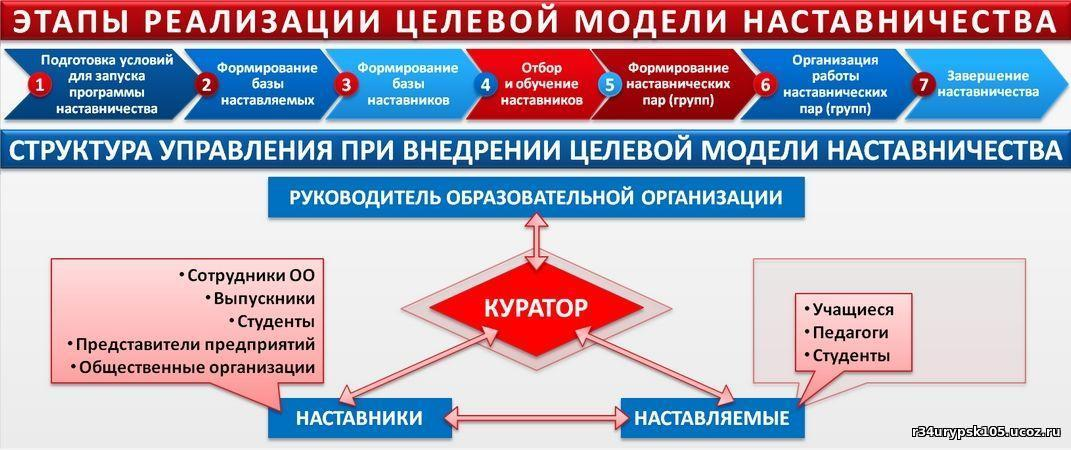 ЭТАПЫ РЕАЛИЗАЦИИ ЦЕЛЕВОЙ МОДЕЛИ НАСТАВНИЧЕСТВА
1
Подготовка условий
для запуска
программы
наставничества
2
Формирование
базы
наставляемых
3
Формирование
базы
наставников
4
Отбор
и обучение
наставников
5
Формирование
наставнических
пар (групп)
6
Организация
работы
наставнических
пар (групп)
7
Завершение
наставничества
СТРУКТУРА УПРАВЛЕНИЯ ПРИ ВНЕДРЕНИИ ЦЕЛЕВОЙ МОДЕЛИ НАСТАВНИЧЕСТВА
РУКОВОДИТЕЛЬ ОБРАЗОВАТЕЛЬНОЙ ОРГАНИЗАЦИИ
КУРАТОР
• Сотрудники ОО
• Выпускники
• Студенты
• Представители предприятий
• Общественные организации
• Учащиеся
• Педагоги
• Студенты
НАСТАВНИКИ
НАСТАВЛЯЕМЫЕ
r34urypsk105.ucoz.ru